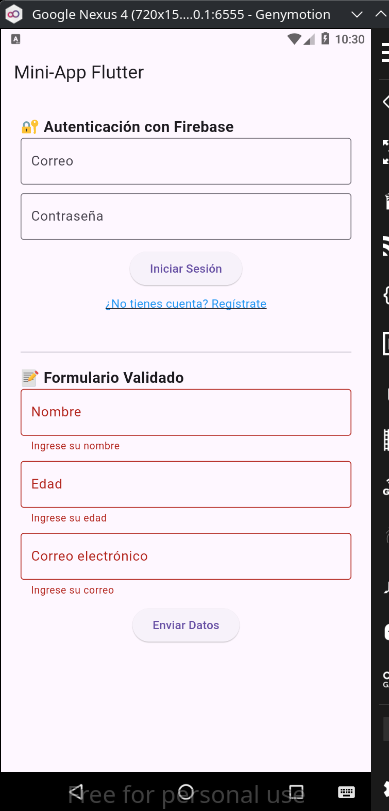 Google Nexus 4 (720x15....0.1:6555 - Genymotion
A
10:30
Mini-App Flutter
🔐 Autenticación con Firebase
Correo
Contraseña
Iniciar Sesión
¿No tienes cuenta? Regístrate
📝 Formulario Validado
Nombre
Ingrese su nombre
Edad
Ingrese su edad
Correo electrónico
Ingrese su correo
Enviar Datos
Free for personal use